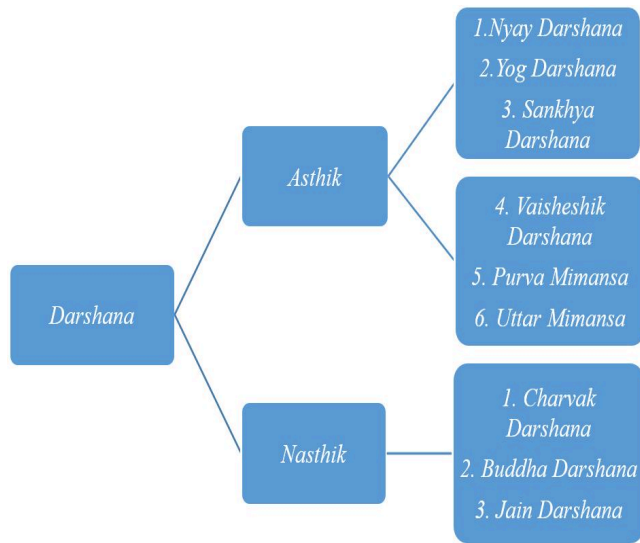 Darshana
Asthik
Nasthik
1.Nyay Darshana
2.Yog Darshana
3. Sankhya
Darshana
4. Vaisheshik
Darshana
5. Purva Mimansa
6. Uttar Mimansa
1. Charvak
Darshana
2. Buddha Darshana
3. Jain Darshana